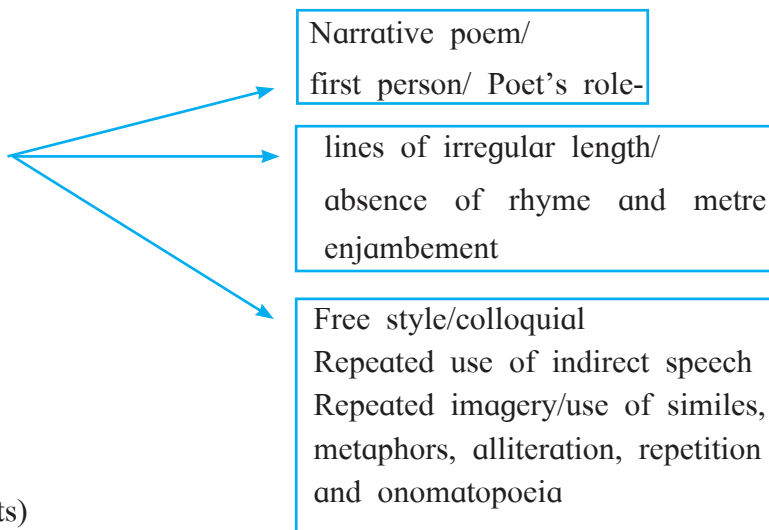 Narrative poem/
first person/ Poet's role-
lines of irregular length/
absence of rhyme and metre
enjambement
Free style/colloquial
Repeated use of indirect speech
Repeated imagery/use of similes,
metaphors, alliteration, repetition
and onomatopoeia
ts)